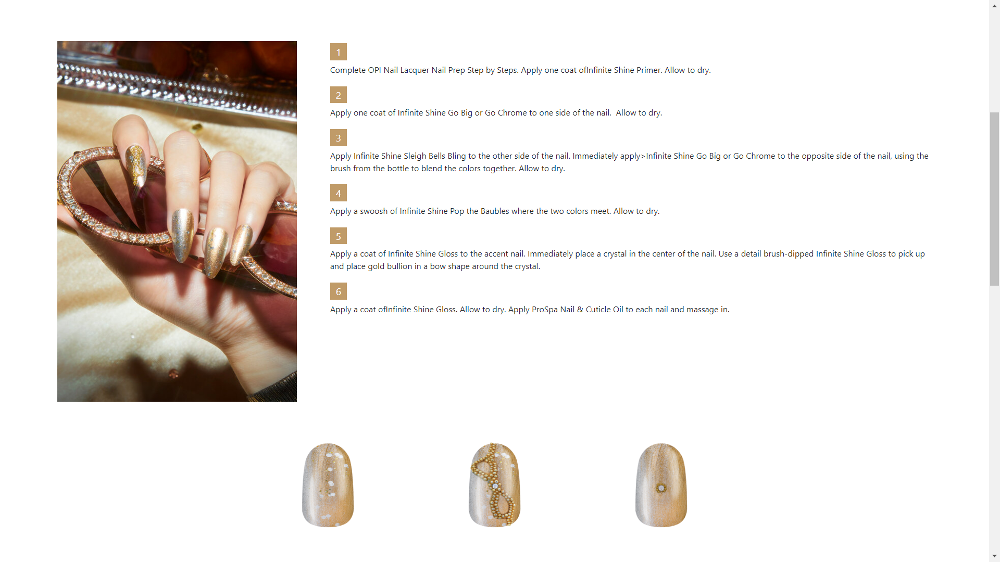 1
Complete OPI Nail Lacquer Nail Prep Step by Steps. Apply one coat ofInfinite Shine Primer. Allow to dry.
2
Apply one coat of Infinite Shine Go Big or Go Chrome to one side of the nail.  Allow to dry.
3
Apply Infinite Shine Sleigh Bells Bling to the other side of the nail. Immediately apply>Infinite Shine Go Big or Go Chrome to the opposite side of the nail, using the
brush from the bottle to blend the colors together. Allow to dry.
4
Apply a swoosh of Infinite Shine Pop the Baubles where the two colors meet. Allow to dry.
5
Apply a coat of Infinite Shine Gloss to the accent nail. Immediately place a crystal in the center of the nail. Use a detail brush-dipped Infinite Shine Gloss to pick up
and place gold bullion in a bow shape around the crystal.
6
Apply a coat ofInfinite Shine Gloss. Allow to dry. Apply ProSpa Nail & Cuticle Oil to each nail and massage in.